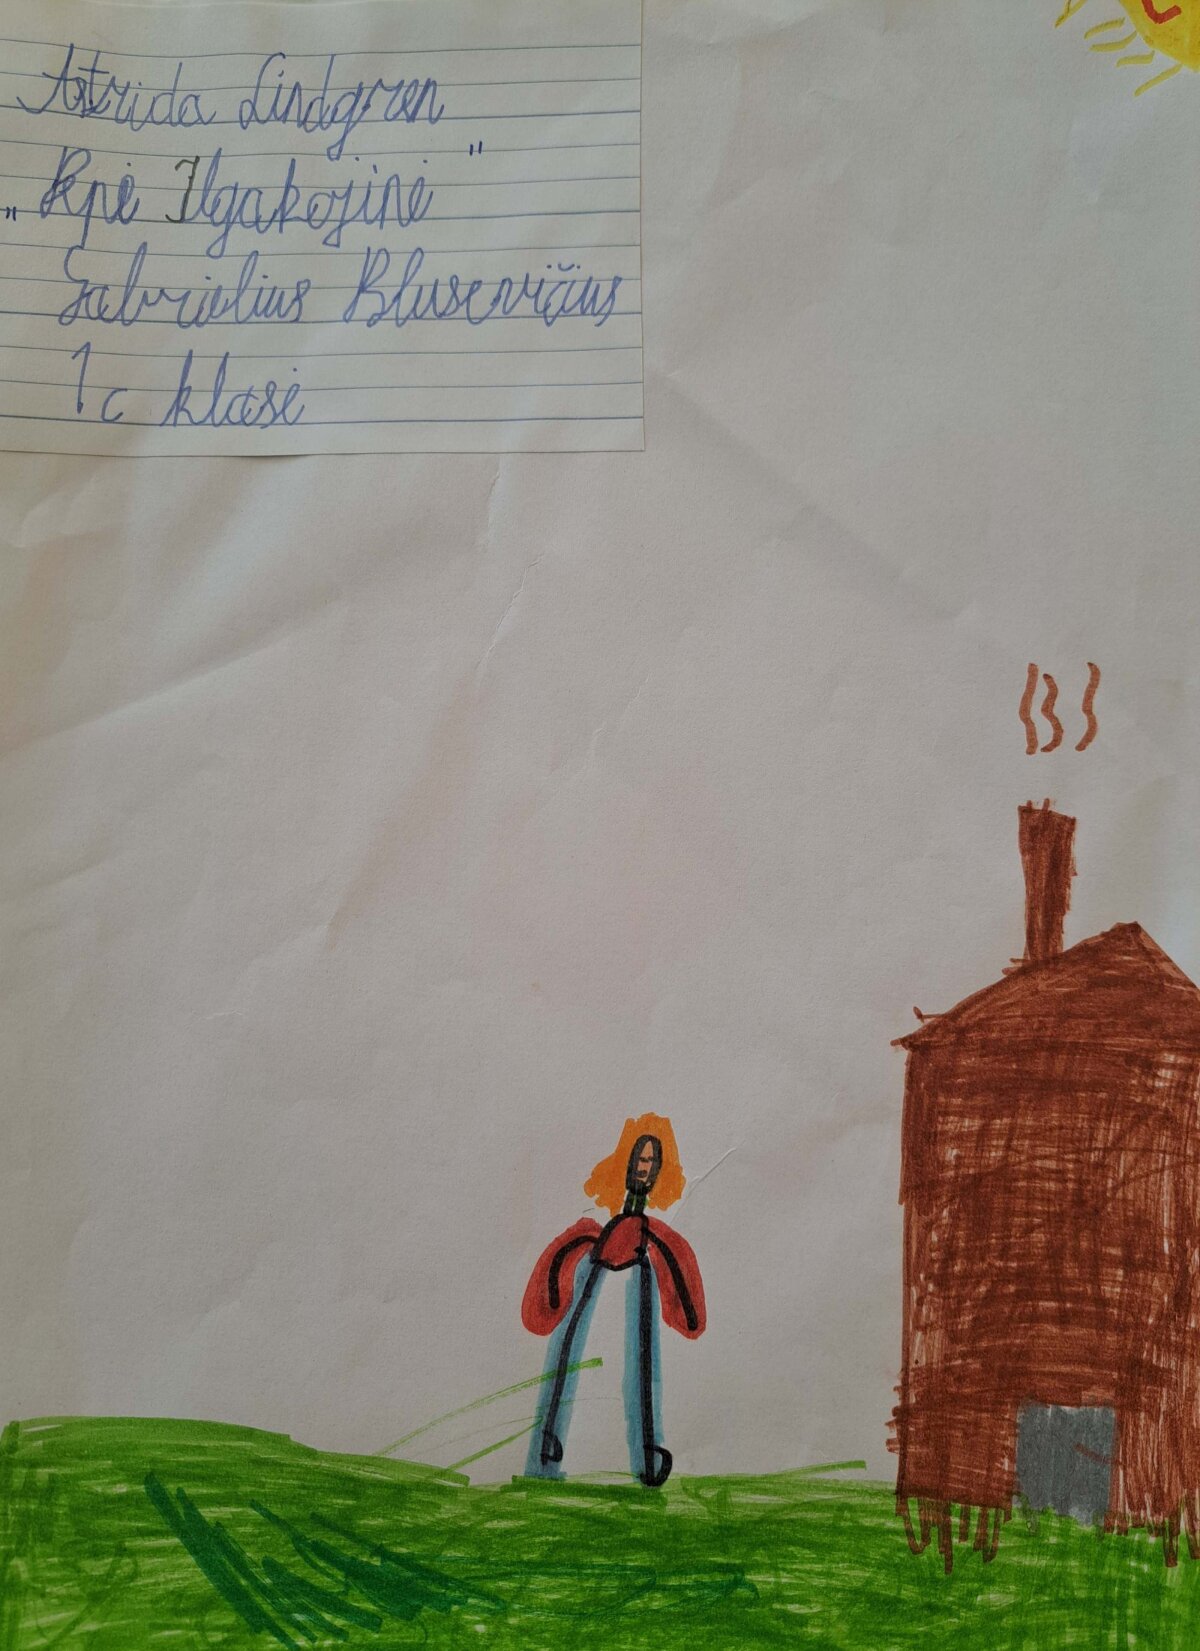 Astrida Lindgren
„Pepė Ilgakojinė"
Gabrielius Blusevičius
1c klasė